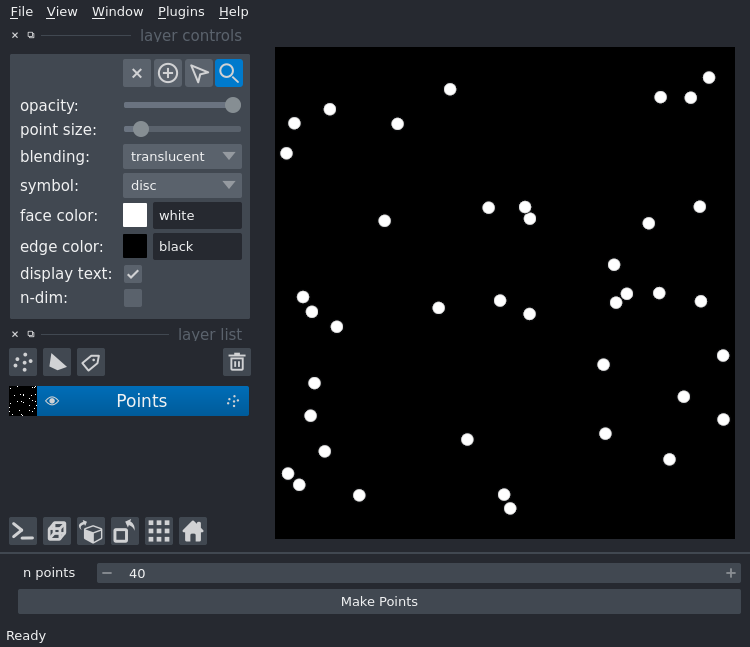 File View Window Plugins Help
layer controls
opacity:
point size:
blending: translucent
symbol: disc
face color: white
edge color: black
display text:
n-dim:
layer list
Points
n points 40
Make Points
Ready